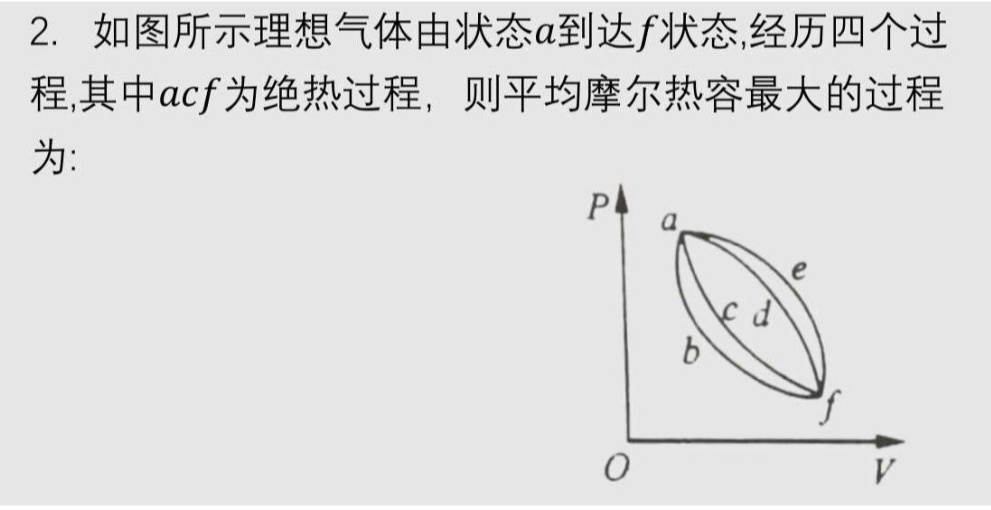 2. 如图所示理想气体由状态a到达f状态,经历四个过
程,其中acf为绝热过程，则平均摩尔热容最大的过程
为:
P
a
e
c d
b
f
O
V